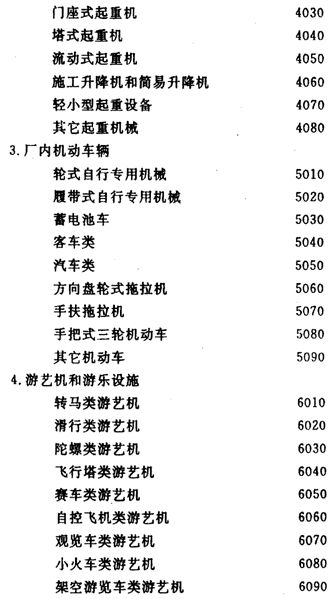 门座式起重机 4030
塔式起重机 4040
流动式起重机 4050
施工升降机和简易升降机 4060
轻小型起重设备 4070
其它起重机械 4080
3.厂内机动车辆
轮式自行专用机械 5010
履带式自行专用机械 5020
蓄电池车 5030
客车类 5040
汽车类 5050
方向盘轮式拖拉机 5060
手扶拖拉机 5070
手把式三轮机动车 5080
其它机动车 5090
4.游艺机和游乐设施
转马类游艺机 6010
滑行类游艺机 6020
陀螺类游艺机 6030
飞行塔类游艺机 6040
赛车类游艺机 6050
自控飞机类游艺机 6060
观览车类游艺机 6070
小火车类游艺机 6080
架空游览车类游艺机 6090